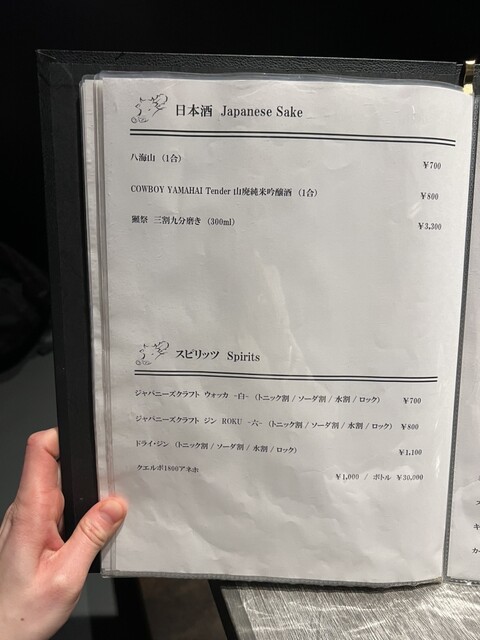 日本酒 Japanese Sake
八海山 (1合) ¥700
COWBOY YAMAHAI Tender 山廃純米吟醸酒 (1合) ¥800
獺祭 三割九分磨き (300ml) ¥3,300
スピリッツ Spirits
ジャパニーズクラフト ウォッカ -白- (トニック割 / ソーダ割 / 水割 / ロック) ¥700
ジャパニーズクラフト ジン ROKU -六- (トニック割 / ソーダ割 / 水割 / ロック) ¥800
ドライ・ジン (トニック割 / ソーダ割 / 水割 / ロック) ¥1,100
クエルボ1800アネホ ¥1,000 / ボトル ¥30,000